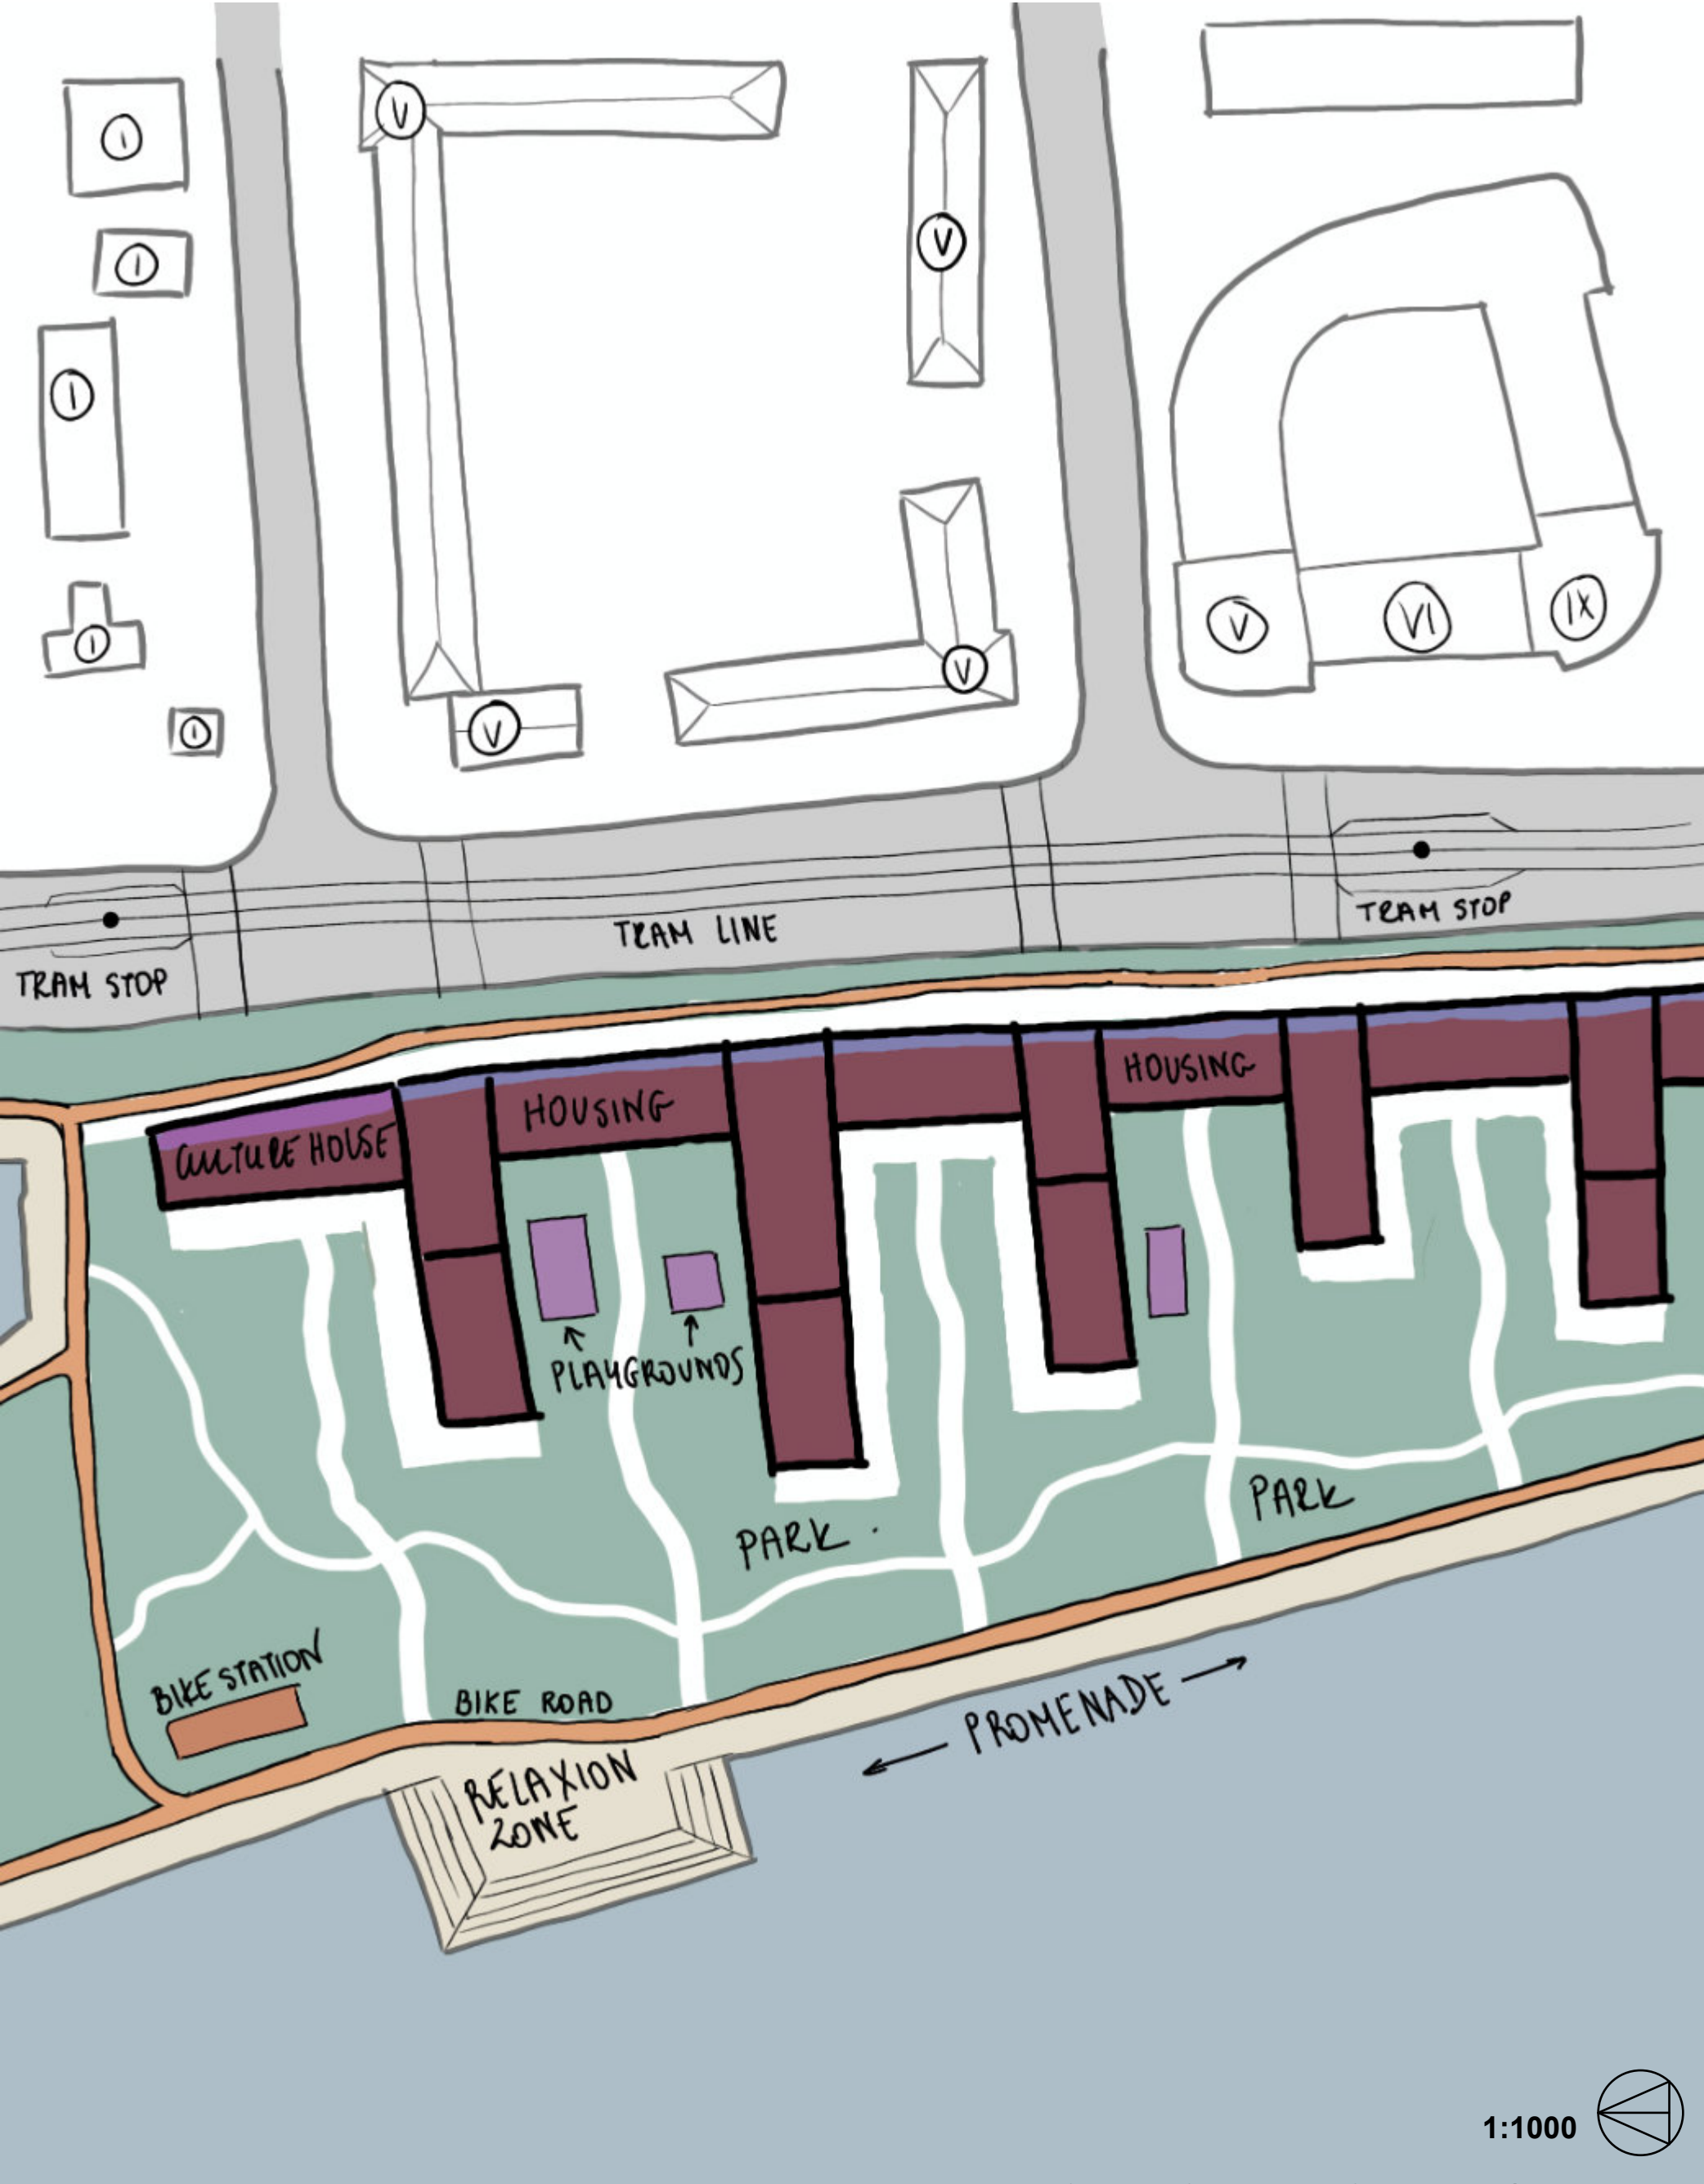 I
V
I
V
I
I
V
VI
IX
V
I
V
TRAM STOP
TRAM LINE
TRAM STOP
HOUSING
HOUSING
CULTURE HOUSE
PLAYGROUNDS
PARK
PARK
BIKE STATION
BIKE ROAD
PROMENADE
RELAXION
ZONE
1:1000